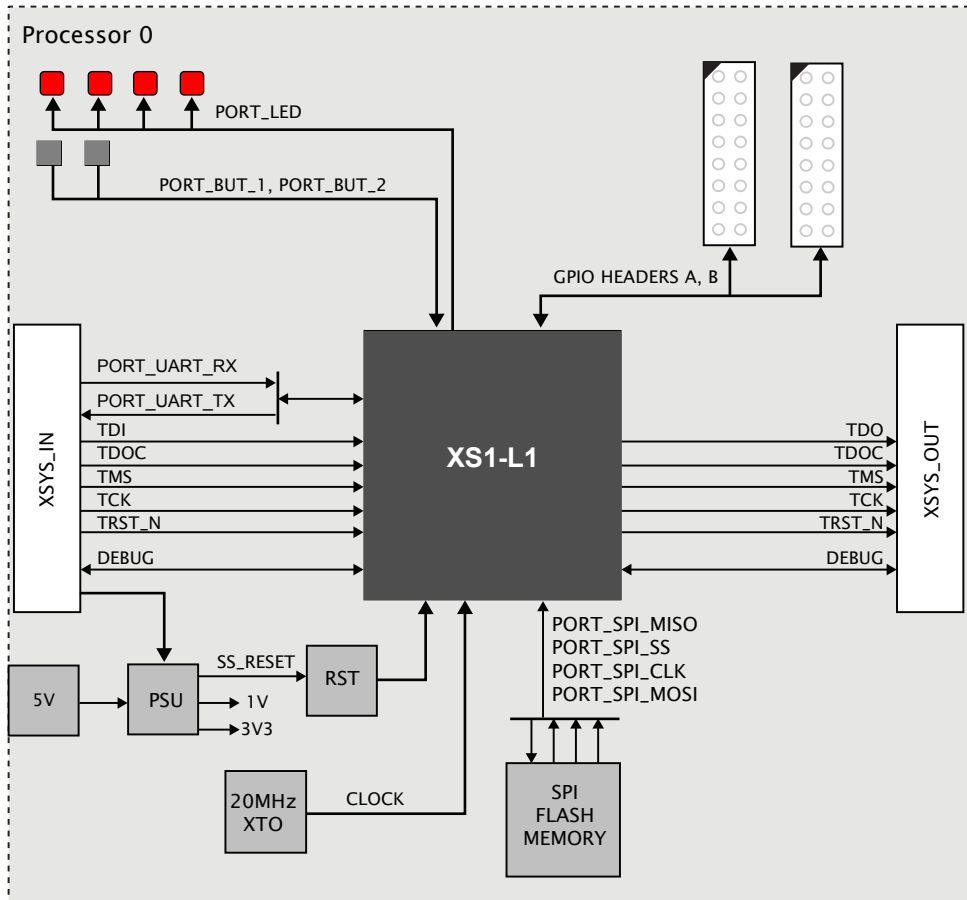 Processor 0
PORT_LED
PORT_BUT_1, PORT_BUT_2
GPIO HEADERS A, B
XSYS_IN
PORT_UART_RX
PORT_UART_TX
TDI
TDOC
TMS
TCK
TRST_N
DEBUG
XS1-L1
TDO
TDOC
TMS
TCK
TRST_N
DEBUG
XSYS_OUT
5V
PSU
SS_RESET
1V
3V3
RST
20MHz
XTO
CLOCK
PORT_SPI_MISO
PORT_SPI_SS
PORT_SPI_CLK
PORT_SPI_MOSI
SPI
FLASH
MEMORY